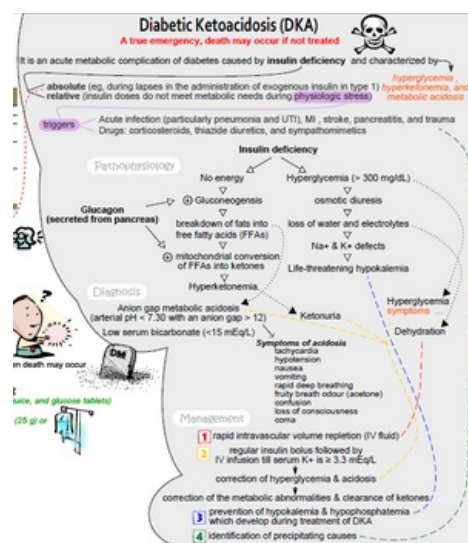 Diabetic Ketoacidosis (DKA)
A true emergency, death may occur if not treated
It is an acute metabolic complication of diabetes caused by insulin deficiency and characterized by
hyperglycemia,
hyperketonemia, and
metabolic acidosis
absolute (eg, during lapses in the administration of exogenous insulin in type 1)
relative (insulin doses do not meet metabolic needs during physiologic stress)
triggers
Acute infection (particularly pneumonia and UTI), MI, stroke, pancreatitis, and trauma
Drugs: corticosteroids, thiazide diuretics, and sympathomimetics
Insulin deficiency
Pathophysiology
No energy
Hyperglycemia (> 300 mg/dL)
Glucagon
(secreted from pancreas)
Gluconeogensis
osmotic diuresis
breakdown of fats into
free fatty acids (FFAs)
loss of water and electrolytes
mitochondrial conversion
of FFAs into ketones
Na+ & K+ defects
Hyperketonemia
Life-threatening hypokalemia
Diagnosis
Anion gap metabolic acidosis
(arterial pH < 7.30 with an anion gap > 12)
Ketonuria
Hyperglycemia
symptoms ...
Low serum bicarbonate (<15 mEq/L)
Dehydration
Symptoms of acidosis
tachycardia
hypotension
nausea
vomiting
rapid deep breathing
fruity breath odour (acetone)
confusion
loss of consciousness
coma
DM
en death may occur
juice, and glucose tablets)
(25 g) or
Management
1 rapid intravascular volume repletion (IV fluid)
2 regular insulin bolus followed by
IV infusion till serum K+ is ≥ 3.3 mEq/L
correction of hyperglycemia & acidosis
correction of the metabolic abnormalities & clearance of ketones
3 prevention of hypokalemia & hypophosphatemia
which develop during treatment of DKA
4 identification of precipitating causes